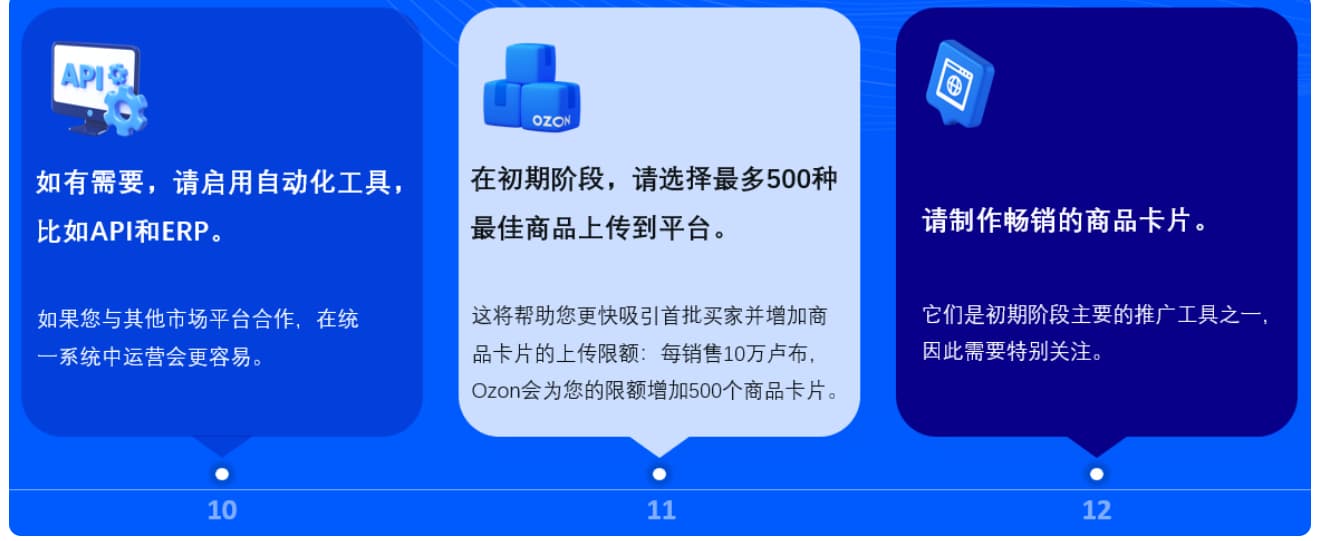 API
如有需要，请启用自动化工具，
比如API和ERP。
如果您与其他市场平台合作，在统
一系统中运营会更容易。
10
OZON
在初期阶段，请选择最多500种
最佳商品上传到平台。
这将帮助您更快吸引首批买家并增加商
品卡片的上传限额：每销售10万卢布，
Ozon会为您的限额增加500个商品卡片。
11
请制作畅销的商品卡片。
它们是初期阶段主要的推广工具之一，
因此需要特别关注。
12